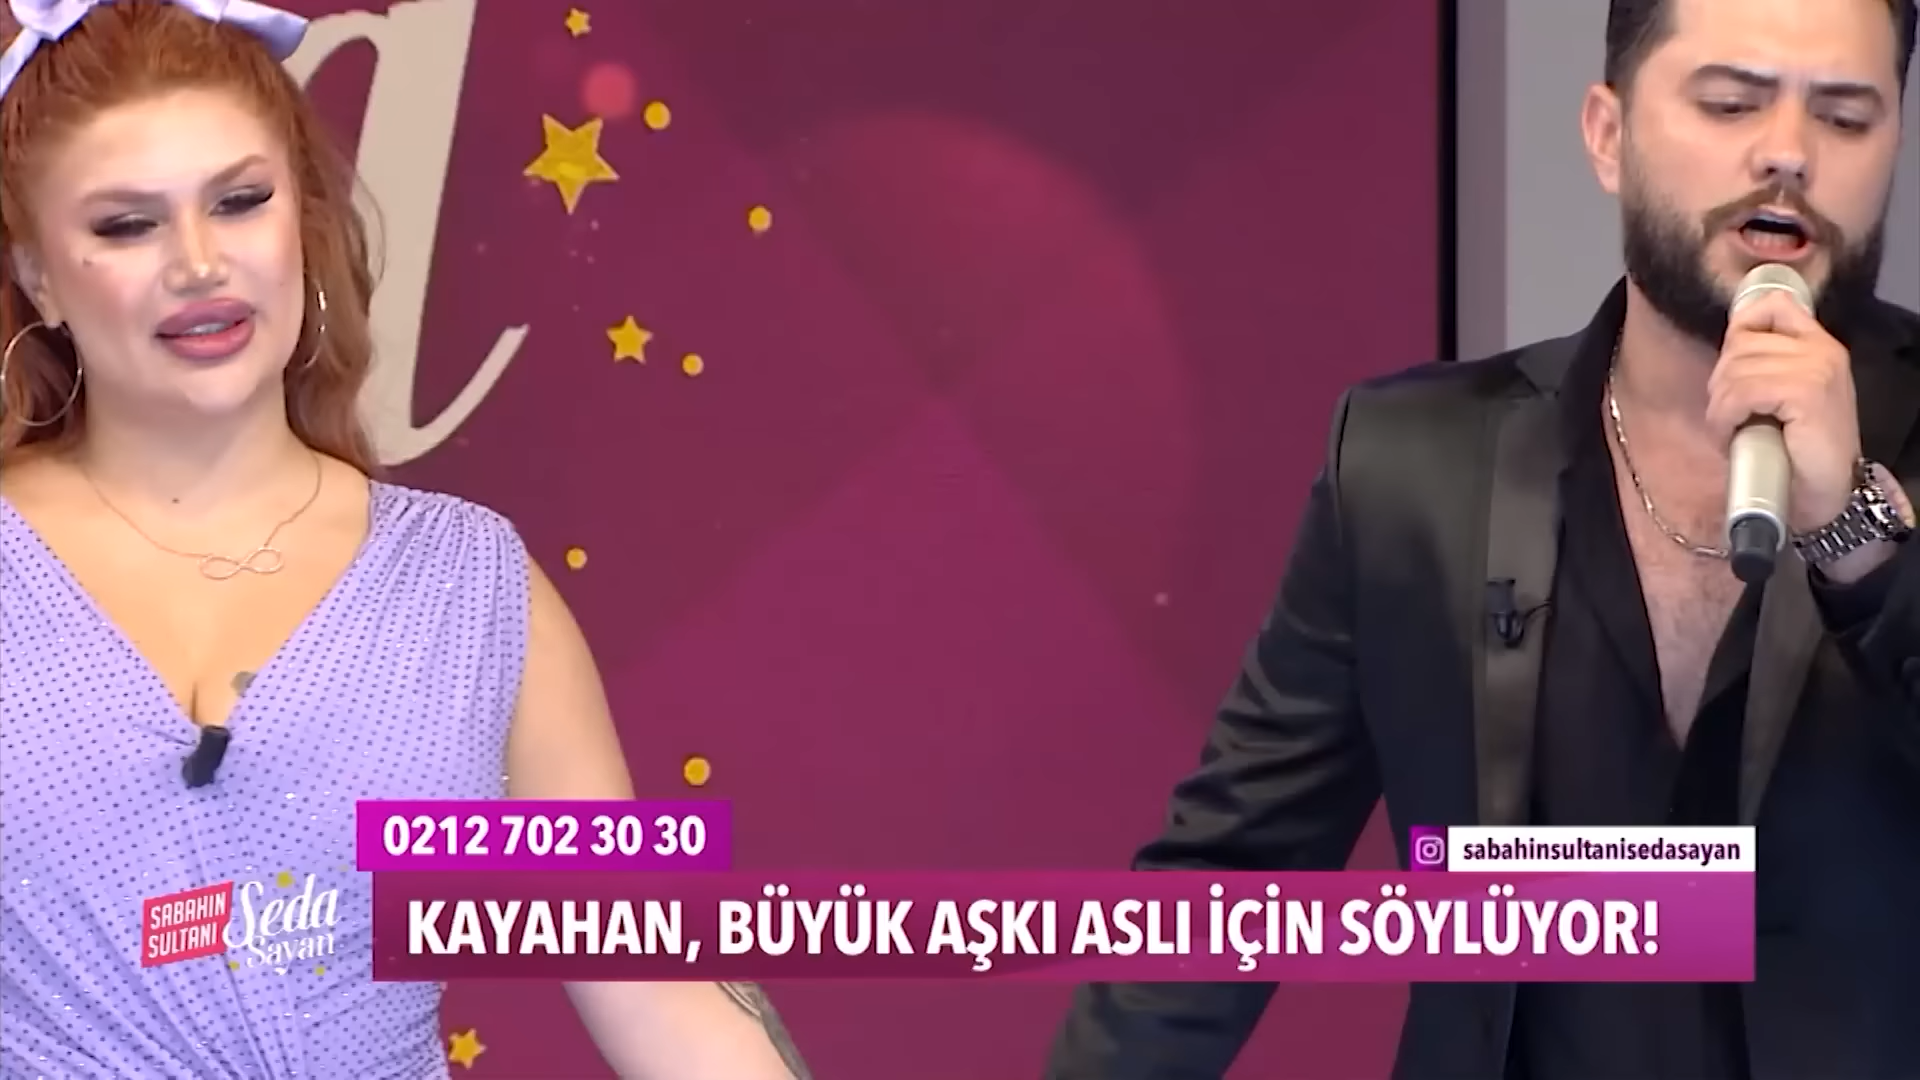 0212 702 30 30
sabahinsultanisedasayan
SABAHIN
SULTANI
Seda
Sayan
KAYAHAN, BÜYÜK AŞKI ASLI İÇİN SÖYLÜYOR!